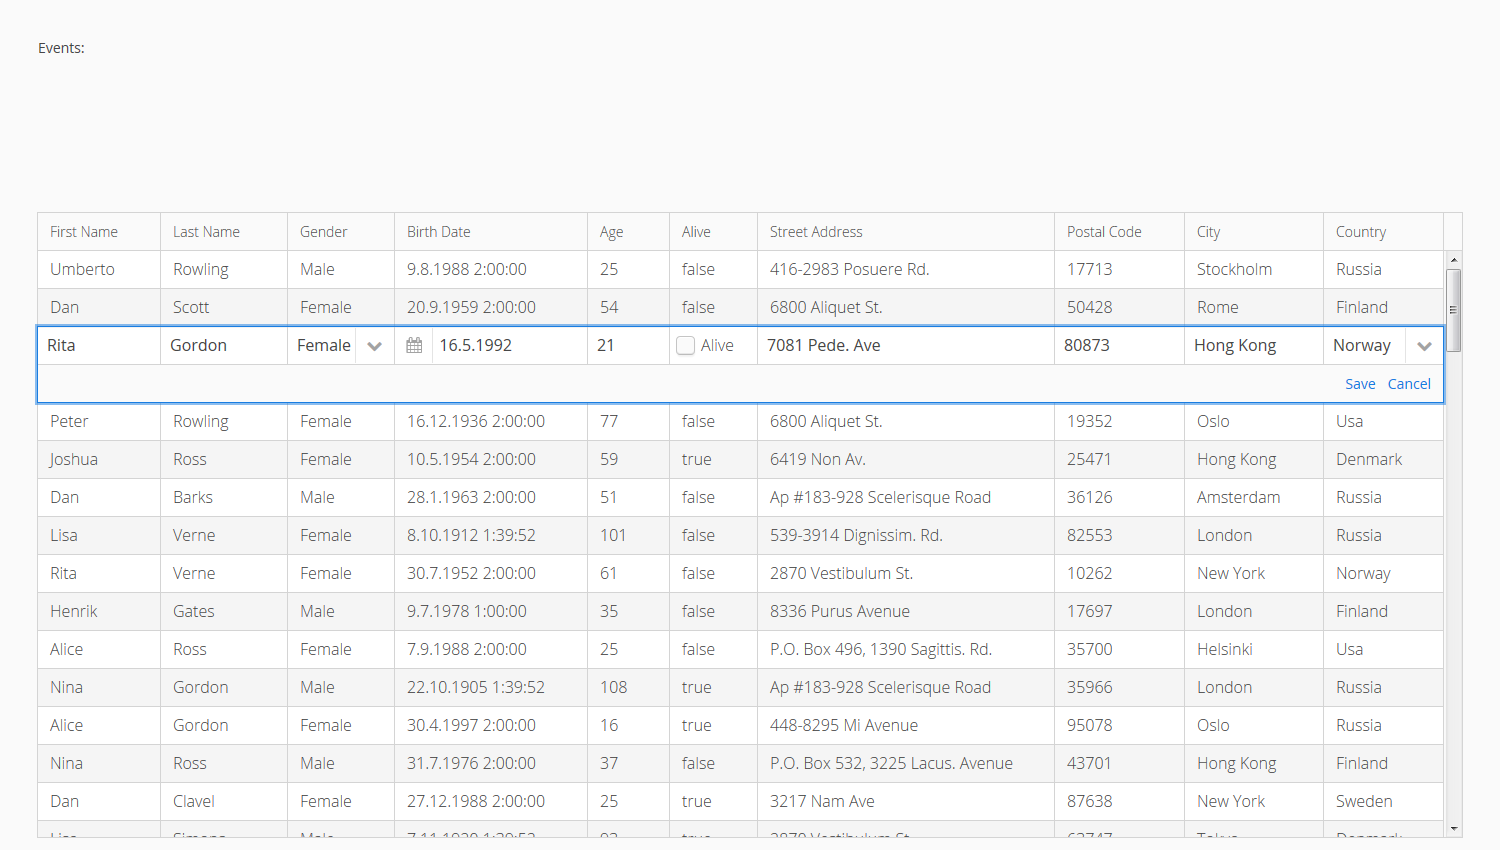 Events:
First Name Last Name Gender Birth Date Age Alive Street Address Postal Code City Country
Umberto Rowling Male 9.8.1988 2:00:00 25 false 416-2983 Posuere Rd. 17713 Stockholm Russia
Dan Scott Female 20.9.1959 2:00:00 54 false 6800 Aliquet St. 50428 Rome Finland
Rita Gordon Female 16.5.1992 21 Alive 7081 Pede. Ave 80873 Hong Kong Norway
Save Cancel
Peter Rowling Female 16.12.1936 2:00:00 77 false 6800 Aliquet St. 19352 Oslo Usa
Joshua Ross Female 10.5.1954 2:00:00 59 true 6419 Non Av. 25471 Hong Kong Denmark
Dan Barks Male 28.1.1963 2:00:00 51 false Ap #183-928 Scelerisque Road 36126 Amsterdam Russia
Lisa Verne Female 8.10.1912 1:39:52 101 false 539-3914 Dignissim. Rd. 82553 London Russia
Rita Verne Female 30.7.1952 2:00:00 61 false 2870 Vestibulum St. 10262 New York Norway
Henrik Gates Male 9.7.1978 1:00:00 35 false 8336 Purus Avenue 17697 London Finland
Alice Ross Female 7.9.1988 2:00:00 25 false P.O. Box 496, 1390 Sagittis. Rd. 35700 Helsinki Usa
Nina Gordon Male 22.10.1905 1:39:52 108 true Ap #183-928 Scelerisque Road 35966 London Russia
Alice Gordon Female 30.4.1997 2:00:00 16 true 448-8295 Mi Avenue 95078 Oslo Russia
Nina Ross Male 31.7.1976 2:00:00 37 false P.O. Box 532, 3225 Lacus. Avenue 43701 Hong Kong Finland
Dan Clavel Female 27.12.1988 2:00:00 25 true 3217 Nam Ave 87638 New York Sweden